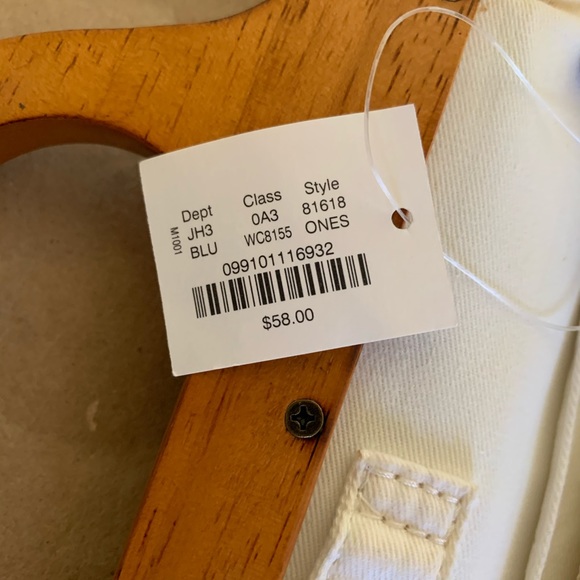 Dept Class Style
JH3 0A3 81618
BLU WC8155 ONES
M1001
099101116932
$58.00